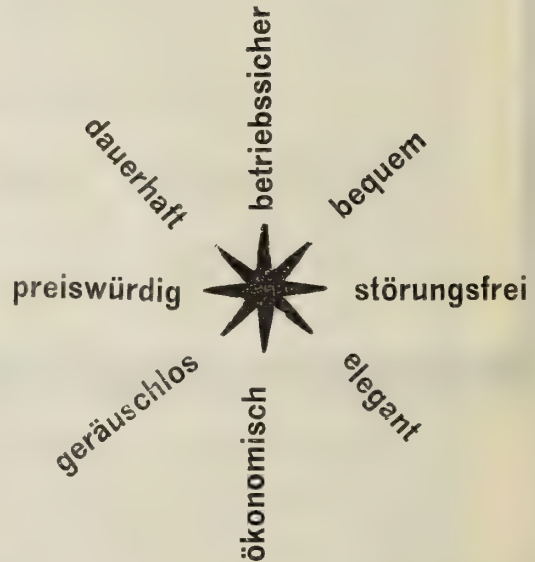 betriebssicher
bequem
störungsfrei
elegant
ökonomisch
geräuschlos
preiswürdig
dauerhaft